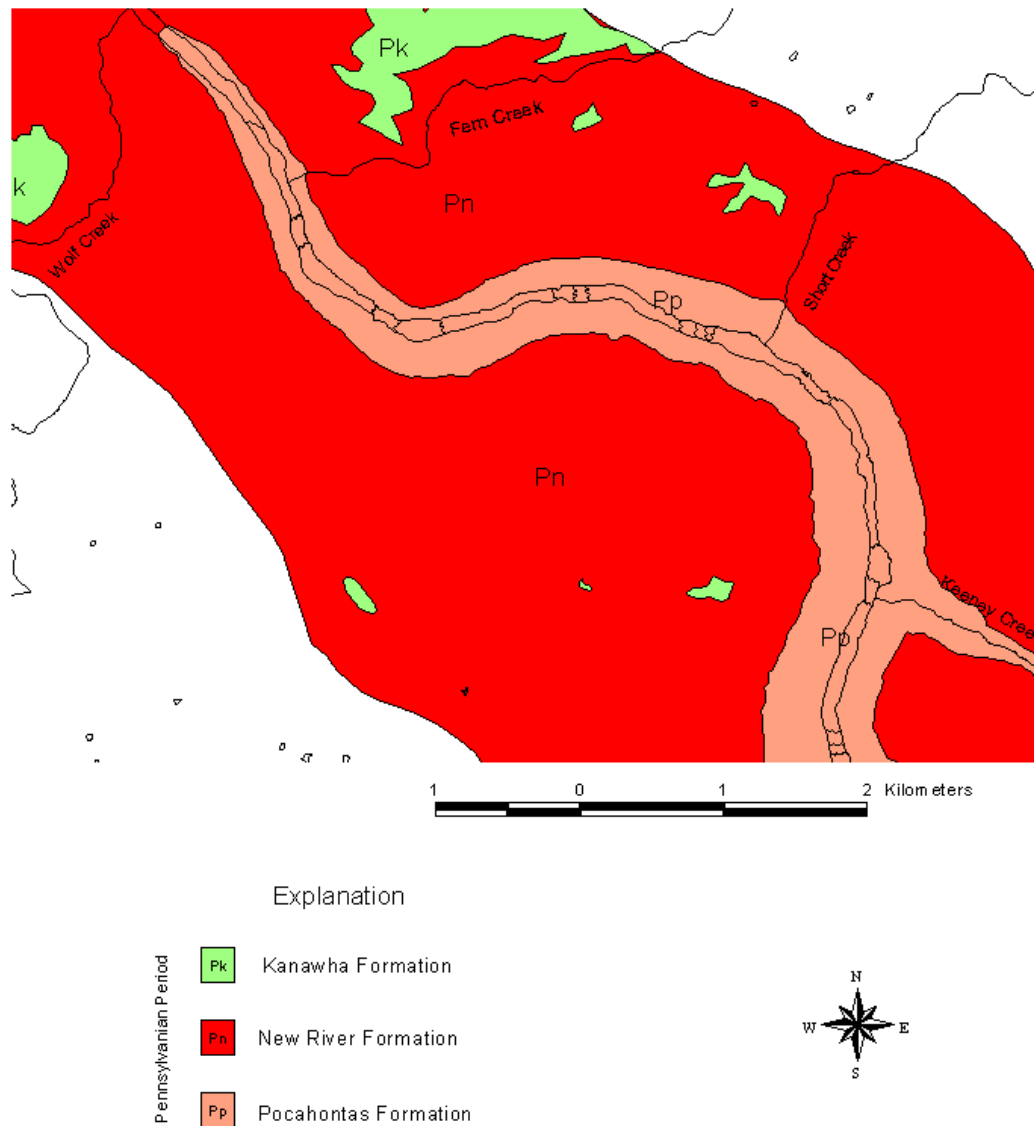 Pk
Fern Creek
k
Pn
Wolf Creek
Short Creek
Pp
Pn
Keeney Cree
Pp
1 0 1 2 Kilometers
Explanation
Pennsylvanian Period
Pk Kanawha Formation
Pn New River Formation
Pp Pocahontas Formation
N
W E
S